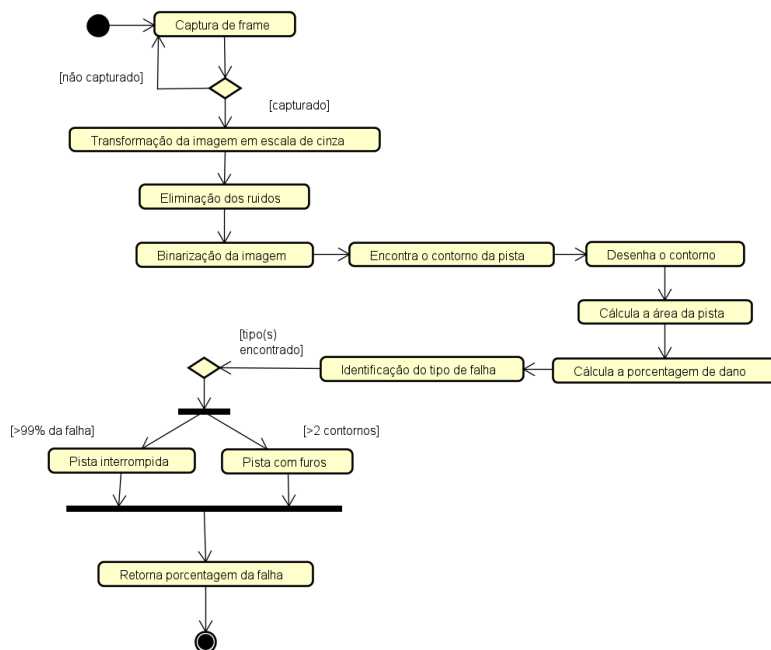 Captura de frame
[não capturado]
[capturado]
Transformação da imagem em escala de cinza
Eliminação dos ruidos
Binarização da imagem
Encontra o contorno da pista
Desenha o contorno
Cálcula a área da pista
Cálcula a porcentagem de dano
Identificação do tipo de falha
[tipo(s)
encontrado]
[>99% da falha]
[>2 contornos]
Pista interrompida
Pista com furos
Retorna porcentagem da falha